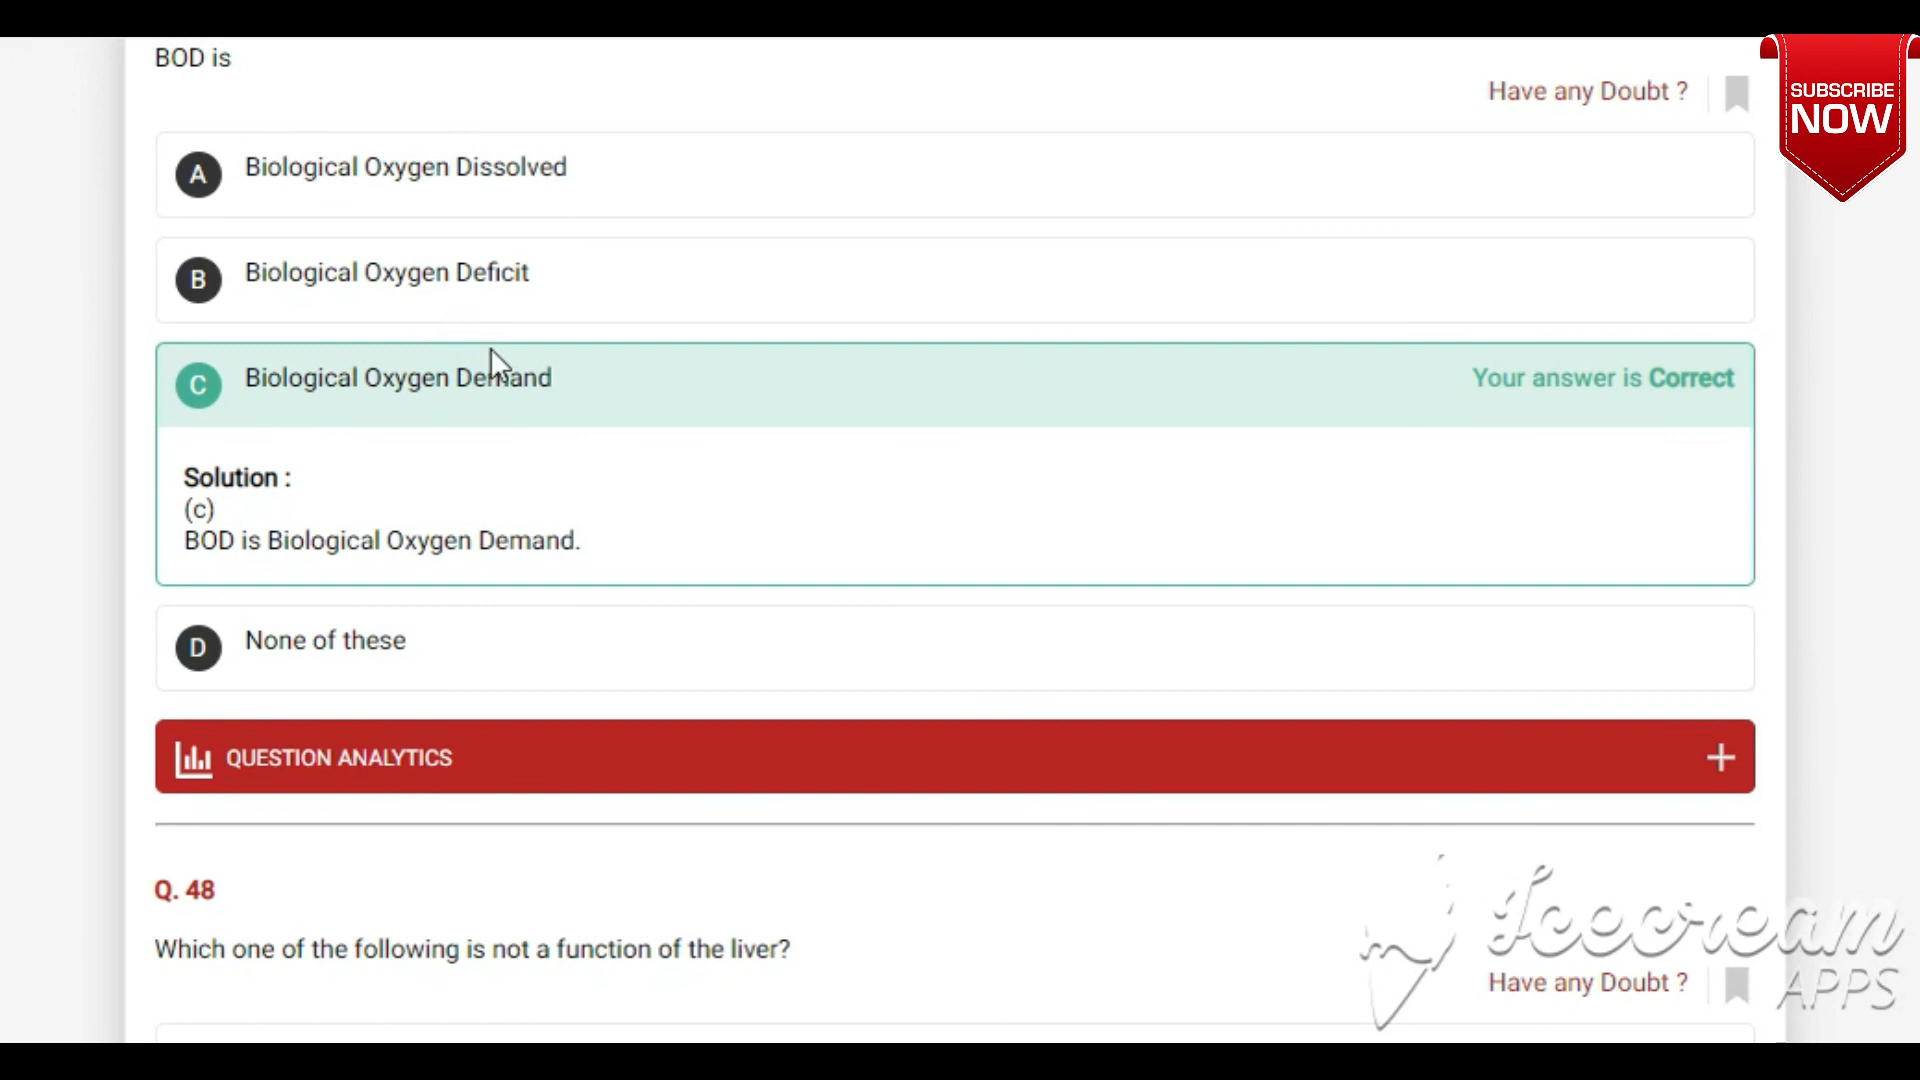 BOD is
Have any Doubt ?
SUBSCRIBE
NOW
A Biological Oxygen Dissolved
B Biological Oxygen Deficit
C Biological Oxygen Demand
Your answer is Correct
Solution :
(c)
BOD is Biological Oxygen Demand.
D None of these
QUESTION ANALYTICS +
Q. 48
Which one of the following is not a function of the liver?
Have any Doubt ?
Icecream
APPS